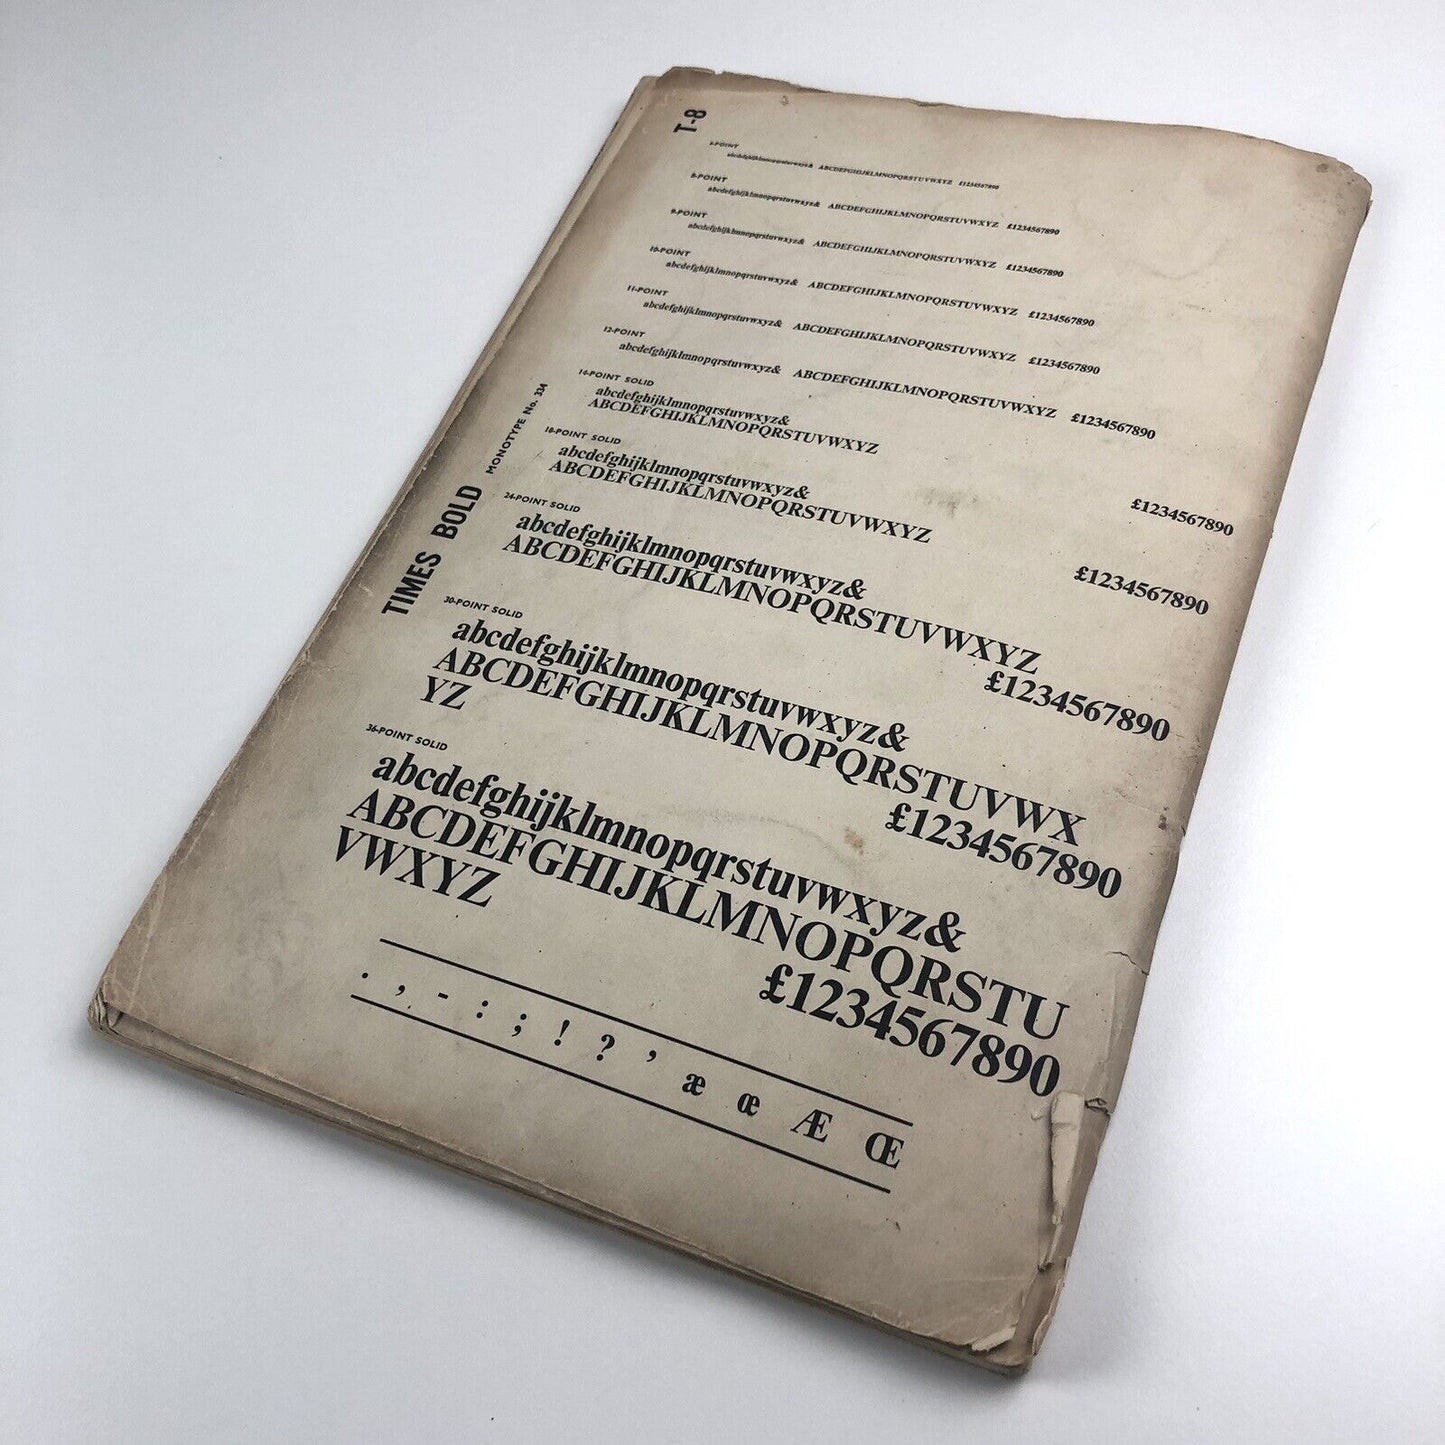 T-8
TIMES BOLD MONOTYPE No. 334
6-POINT
abcdefghijklmnopqrstuvwxyz& ABCDEFGHIJKLMNOPQRSTUVWXYZ £1234567890
8-POINT
abcdefghijklmnopqrstuvwxyz& ABCDEFGHIJKLMNOPQRSTUVWXYZ £1234567890
9-POINT
abcdefghijklmnopqrstuvwxyz& ABCDEFGHIJKLMNOPQRSTUVWXYZ £1234567890
10-POINT
abcdefghijklmnopqrstuvwxyz& ABCDEFGHIJKLMNOPQRSTUVWXYZ £1234567890
11-POINT
abcdefghijklmnopqrstuvwxyz& ABCDEFGHIJKLMNOPQRSTUVWXYZ £1234567890
12-POINT
abcdefghijklmnopqrstuvwxyz& ABCDEFGHIJKLMNOPQRSTUVWXYZ £1234567890
14-POINT SOLID
abcdefghijklmnopqrstuvwxyz&
ABCDEFGHIJKLMNOPQRSTUVWXYZ £1234567890
18-POINT SOLID
abcdefghijklmnopqrstuvwxyz&
ABCDEFGHIJKLMNOPQRSTUVWXYZ £1234567890
24-POINT SOLID
abcdefghijklmnopqrstuvwxyz&
ABCDEFGHIJKLMNOPQRSTUVWXYZ
£1234567890
30-POINT SOLID
abcdefghijklmnopqrstuvwxyz&
ABCDEFGHIJKLMNOPQRSTUVWX
YZ £1234567890
36-POINT SOLID
abcdefghijklmnopqrstuvwxyz&
ABCDEFGHIJKLMNOPQRSTU
VWXYZ £1234567890
. , - : ; ! ? ’ æ œ Æ Œ